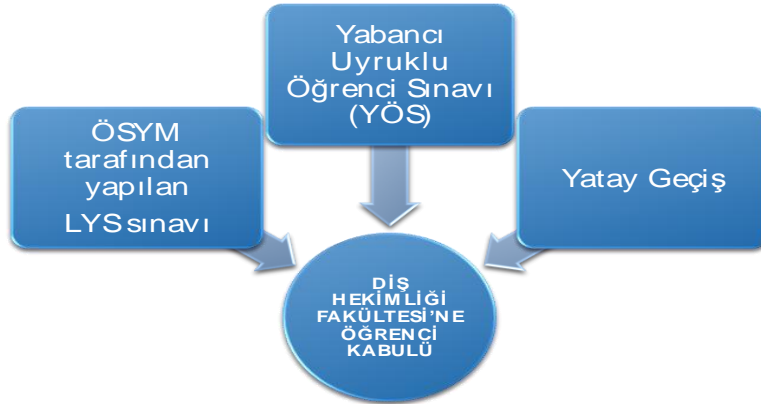 Yabancı
Uyruklu
Öğrenci Sınavı
(YÖS)
ÖSYM
tarafından
yapılan
LYS sınavı
Yatay Geçiş
DİŞ
HEKİMLİĞİ
FAKÜLTESİ’NE
ÖĞRENCİ
KABULÜ